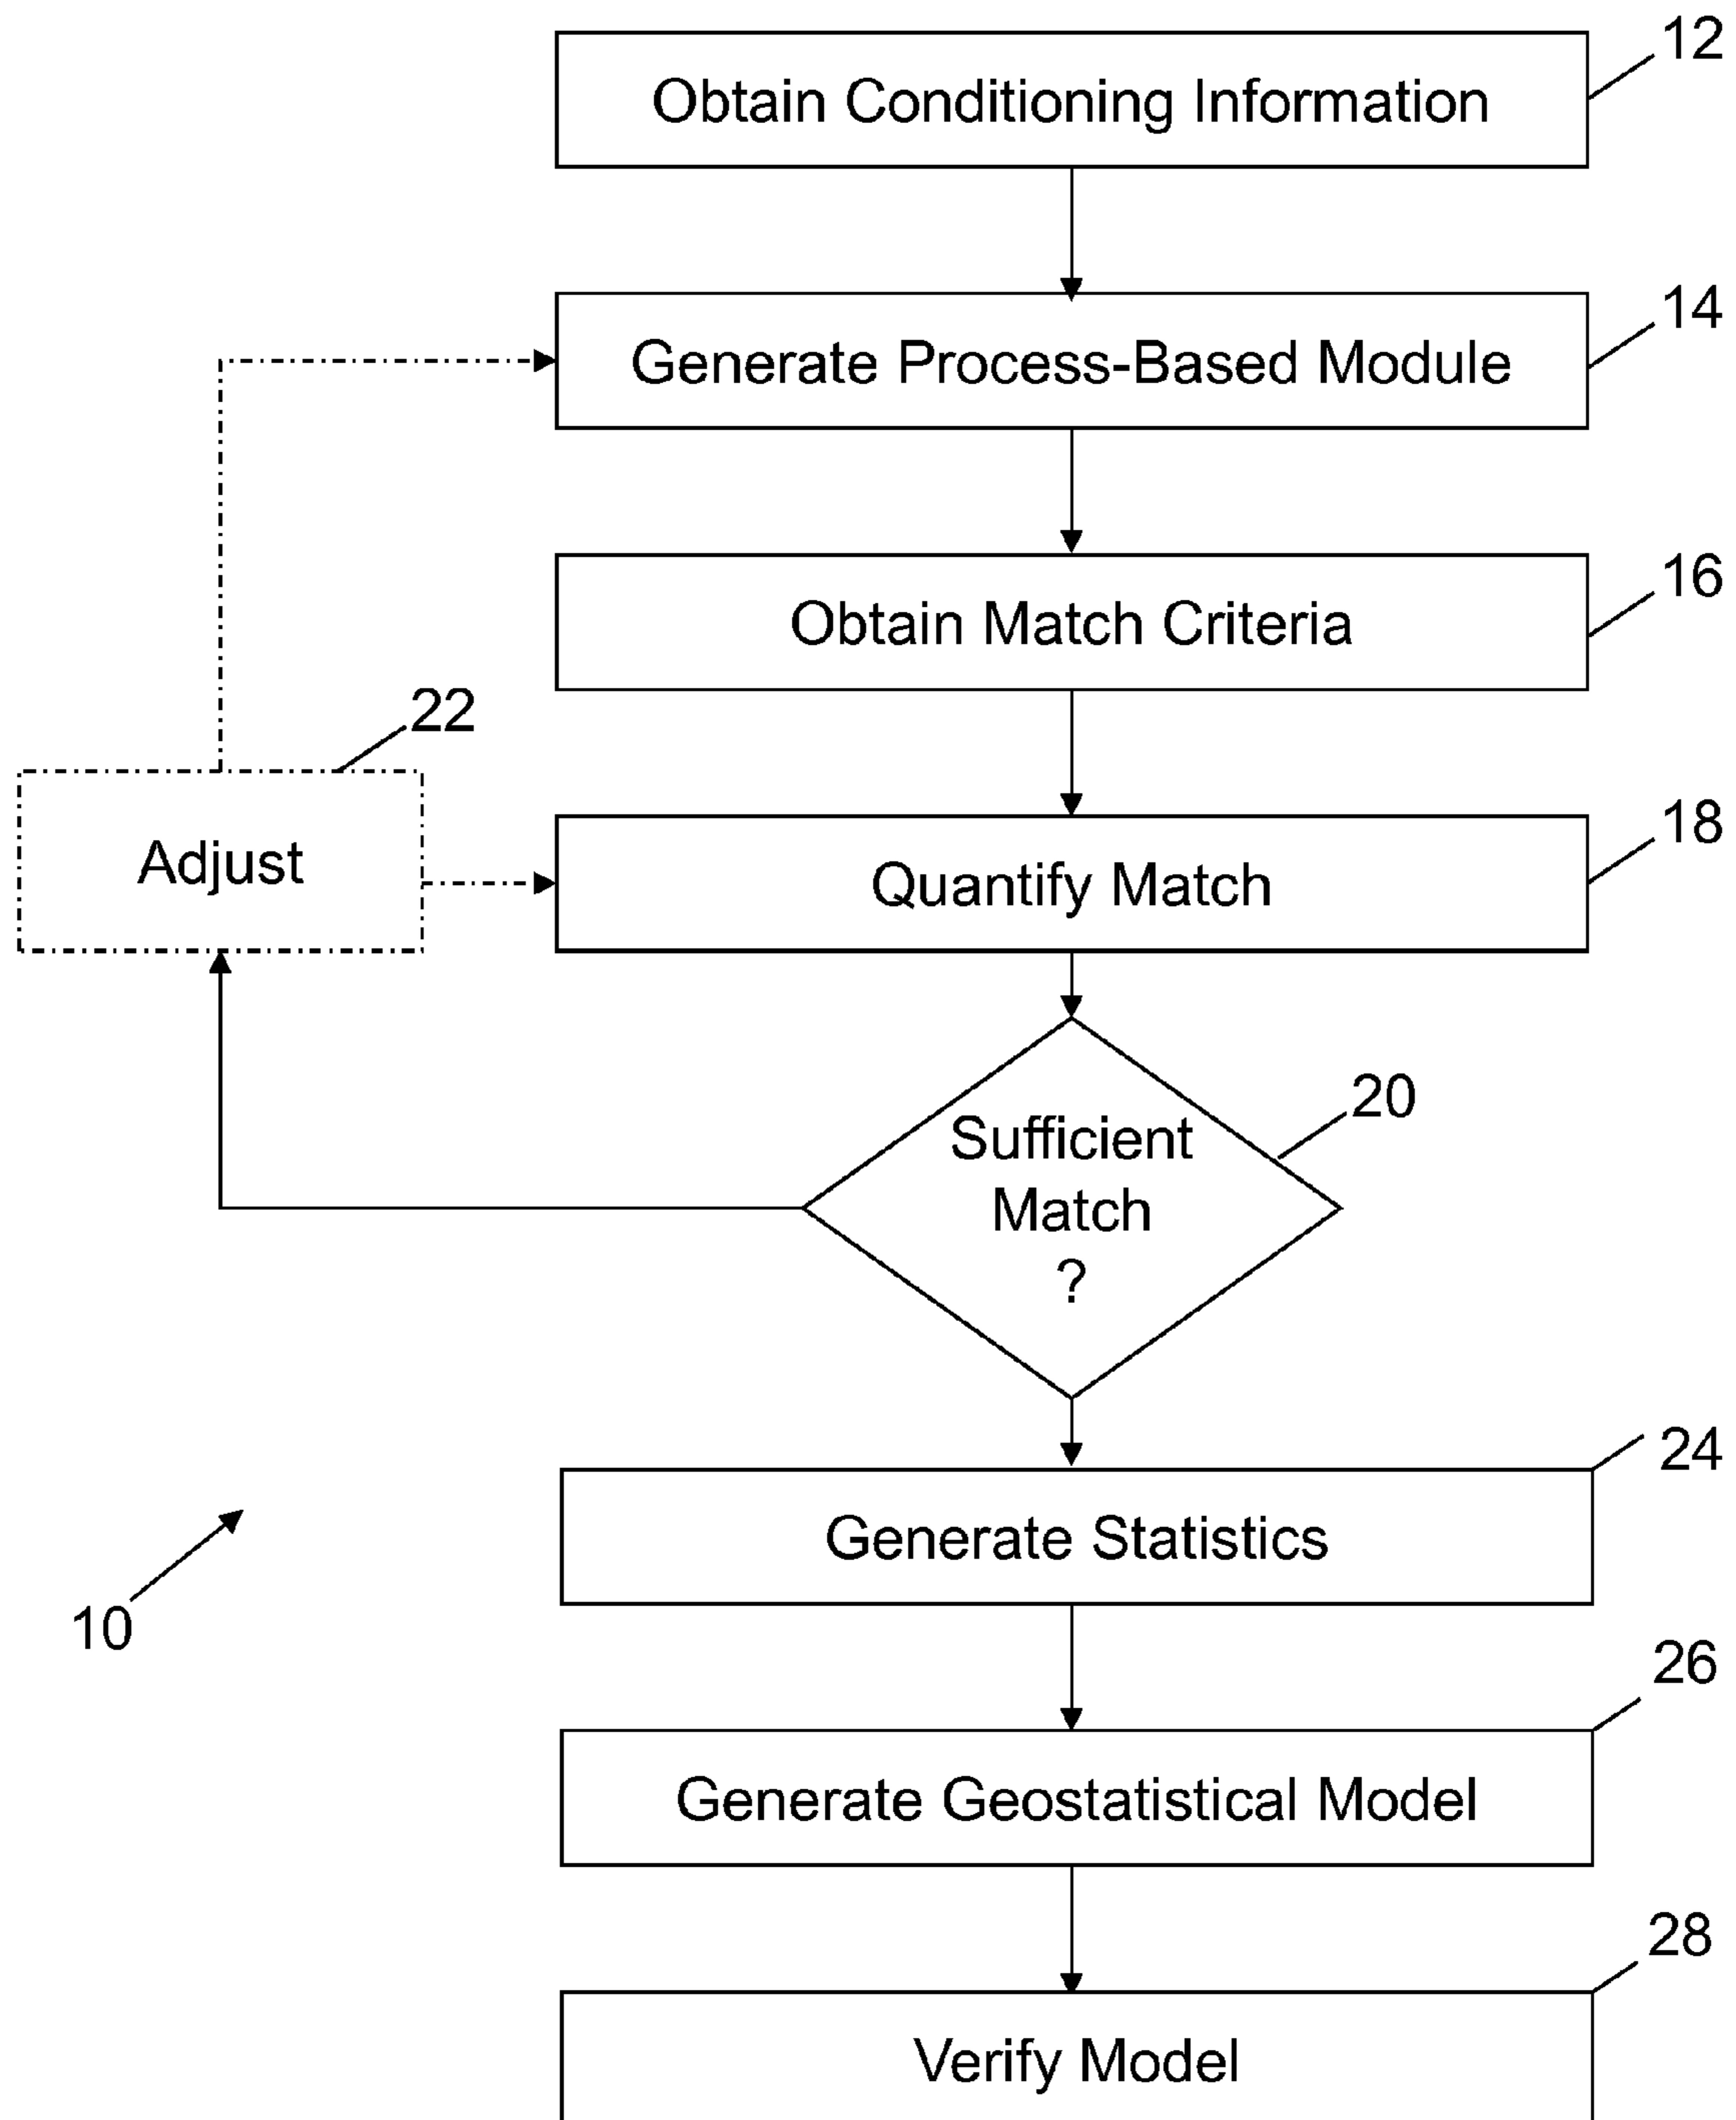 12
Obtain Conditioning Information
14
Generate Process-Based Module
16
Obtain Match Criteria
22
18
Adjust
Quantify Match
20
Sufficient
Match
?
24
Generate Statistics
10
26
Generate Geostatistical Model
28
Verify Model